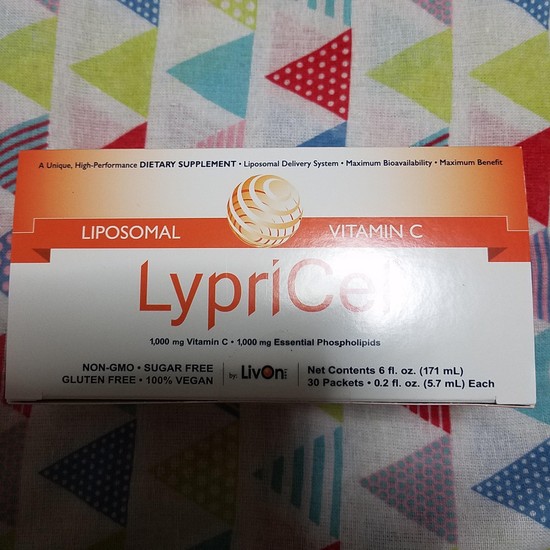 A Unique, High-Performance DIETARY SUPPLEMENT • Liposomal Delivery System • Maximum Bioavailability • Maximum Benefit
LIPOSOMAL VITAMIN C
LypriCel
1,000 mg Vitamin C • 1,000 mg Essential Phospholipids
NON-GMO • SUGAR FREE
GLUTEN FREE • 100% VEGAN
by: LivOn LABS
Net Contents 6 fl. oz. (171 mL)
30 Packets • 0.2 fl. oz. (5.7 mL) Each